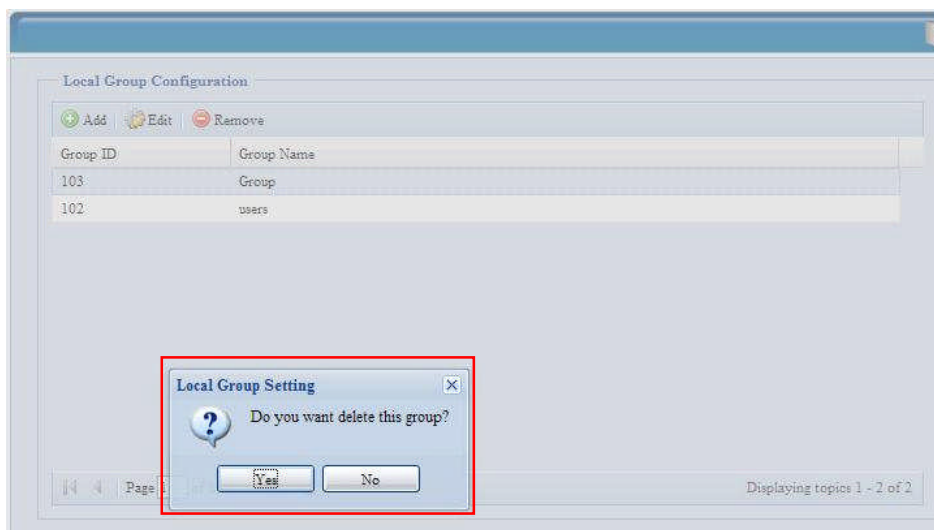 Local Group Configuration
Add Edit Remove
Group ID Group Name
103 Group
102 users
Local Group Setting
Do you want delete this group?
Yes No
Page Displaying topics 1 - 2 of 2